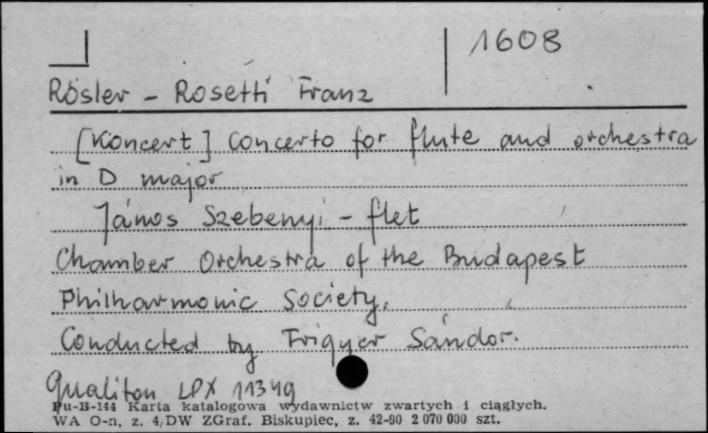 1608
Rösler - Rosetti Franz
[Koncert] Concerto for flute and orchestra
in D major
János Szebenyi - flet
Chamber Orchestra of the Budapest
Philharmonic Society.
Conducted by Frigyer Sándor.
Qualiton LPX 11349
Pu-B-144 Karta katalogowa wydawnictw zwartych i ciągłych.
WA O-n, z. 4/DW ZGraf. Biskupiec, z. 42-80 2 070 000 szt.